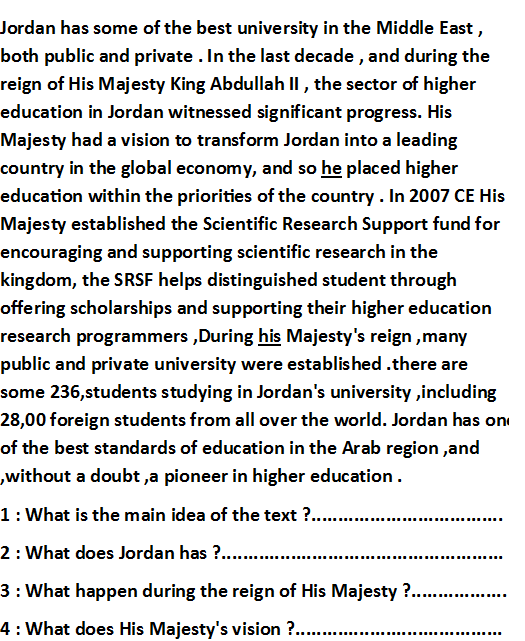 Jordan has some of the best university in the Middle East ,
both public and private . In the last decade , and during the
reign of His Majesty King Abdullah II , the sector of higher
education in Jordan witnessed significant progress. His
Majesty had a vision to transform Jordan into a leading
country in the global economy, and so he placed higher
education within the priorities of the country . In 2007 CE His
Majesty established the Scientific Research Support fund for
encouraging and supporting scientific research in the
kingdom, the SRSF helps distinguished student through
offering scholarships and supporting their higher education
research programmers ,During his Majesty's reign ,many
public and private university were established .there are
some 236,students studying in Jordan's university ,including
28,00 foreign students from all over the world. Jordan has one
of the best standards of education in the Arab region ,and
,without a doubt ,a pioneer in higher education .
1 : What is the main idea of the text ?...................................
2 : What does Jordan has ?....................................................
3 : What happen during the reign of His Majesty ?..................
4 : What does His Majesty's vision ?......................................